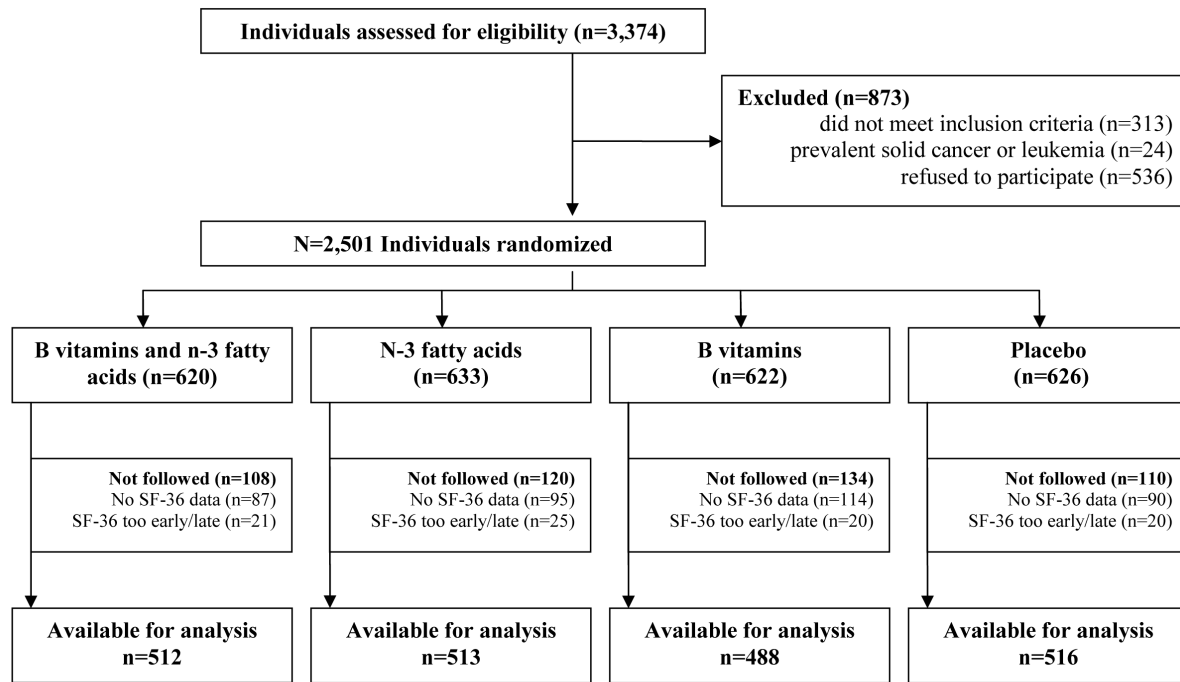 Individuals assessed for eligibility (n=3,374)
Excluded (n=873)
did not meet inclusion criteria (n=313)
prevalent solid cancer or leukemia (n=24)
refused to participate (n=536)
N=2,501 Individuals randomized
B vitamins and n-3 fatty
acids (n=620)
N-3 fatty acids
(n=633)
B vitamins
(n=622)
Placebo
(n=626)
Not followed (n=108)
No SF-36 data (n=87)
SF-36 too early/late (n=21)
Not followed (n=120)
No SF-36 data (n=95)
SF-36 too early/late (n=25)
Not followed (n=134)
No SF-36 data (n=114)
SF-36 too early/late (n=20)
Not followed (n=110)
No SF-36 data (n=90)
SF-36 too early/late (n=20)
Available for analysis
n=512
Available for analysis
n=513
Available for analysis
n=488
Available for analysis
n=516